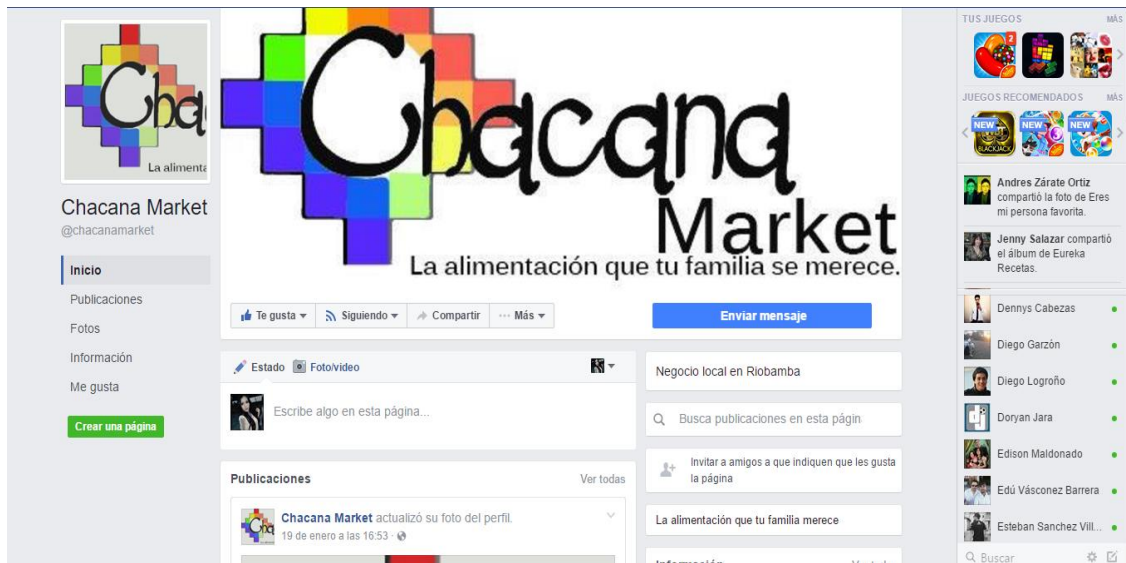 Chaca
La alimenta
Chacana Market
@chacanamarket
Inicio
Publicaciones
Fotos
Información
Me gusta
Crear una página
Chacana
Market
La alimentación que tu familia se merece.
Te gusta
Siguiendo
Compartir
Más
Enviar mensaje
Estado
Foto/video
Escribe algo en esta página...
Publicaciones
Ver todas
Chacana Market actualizó su foto del perfil.
19 de enero a las 16:53 ·
Negocio local en Riobamba
Busca publicaciones en esta págin
Invitar a amigos a que indiquen que les gusta
la página
La alimentación que tu familia merece
TUS JUEGOS
MÁS
2
JUEGOS RECOMENDADOS
MÁS
NEW
BLACKJACK
NEW
NEW
Andres Zárate Ortiz
compartió la foto de Eres
mi persona favorita.
Jenny Salazar compartió
el álbum de Eureka
Recetas.
Dennys Cabezas
Diego Garzón
Diego Logroño
Doryan Jara
Edison Maldonado
Edú Vásconez Barrera
Esteban Sanchez Vill...
Buscar